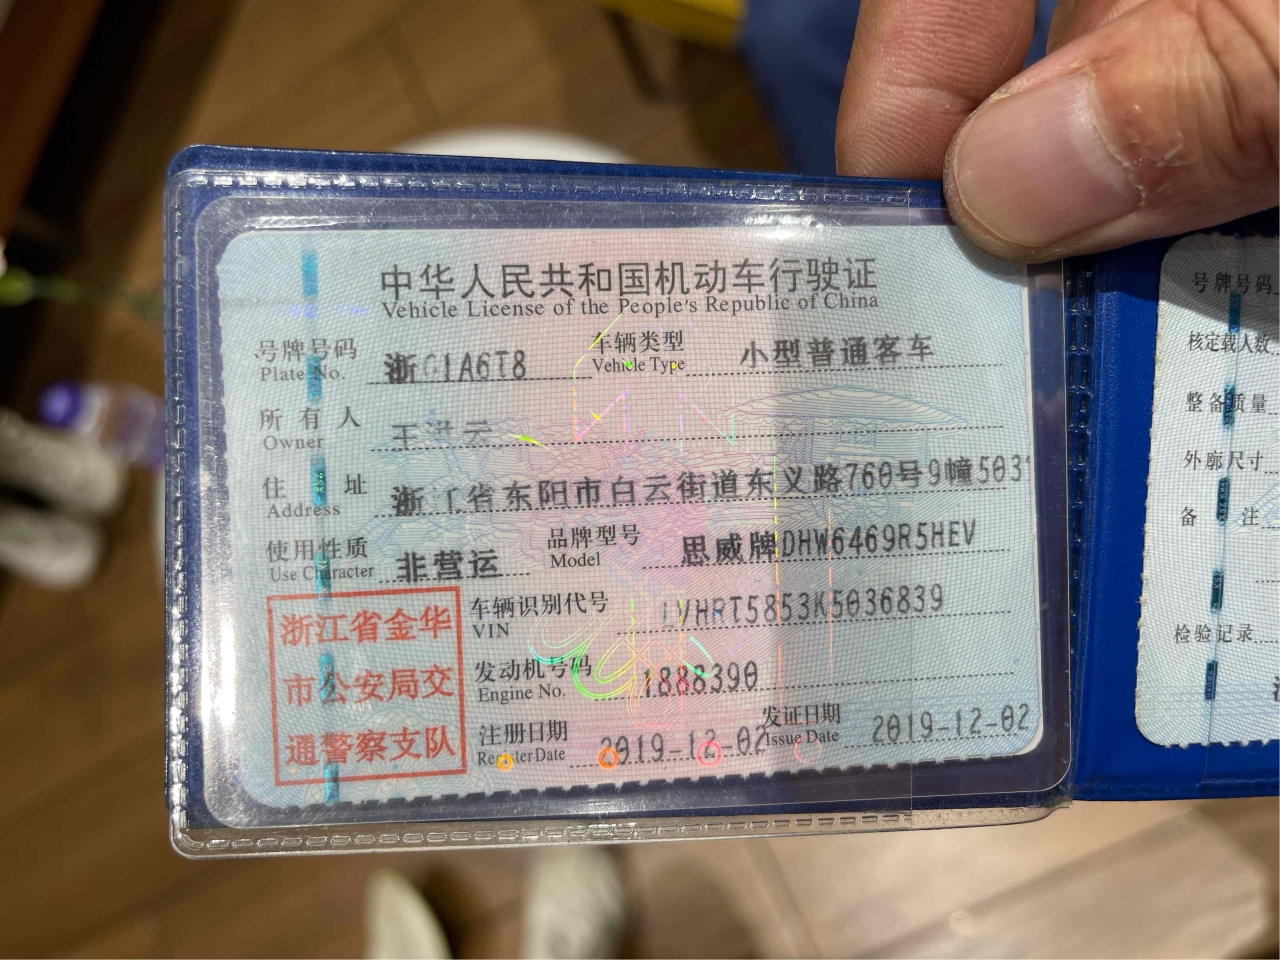 中华人民共和国机动车行驶证
Vehicle License of the People's Republic of China
号牌号码 浙G1A6T8 车辆类型 小型普通客车
Plate No. Vehicle Type
所有人 王洪云
Owner
住址 浙江省东阳市白云街道东义路760号9幢503
Address
使用性质 非营运 品牌型号 思威牌DHW6469R5HEV
Use Character Model
浙江省金华
市公安局交
通警察支队
车辆识别代号 LVHRT5853K5036839
VIN
发动机号码 1888390
Engine No.
注册日期 2019-12-02 发证日期 2019-12-02
Register Date Issue Date
号牌号码
核定载人数
整备质量
外廓尺寸
备注
检验记录